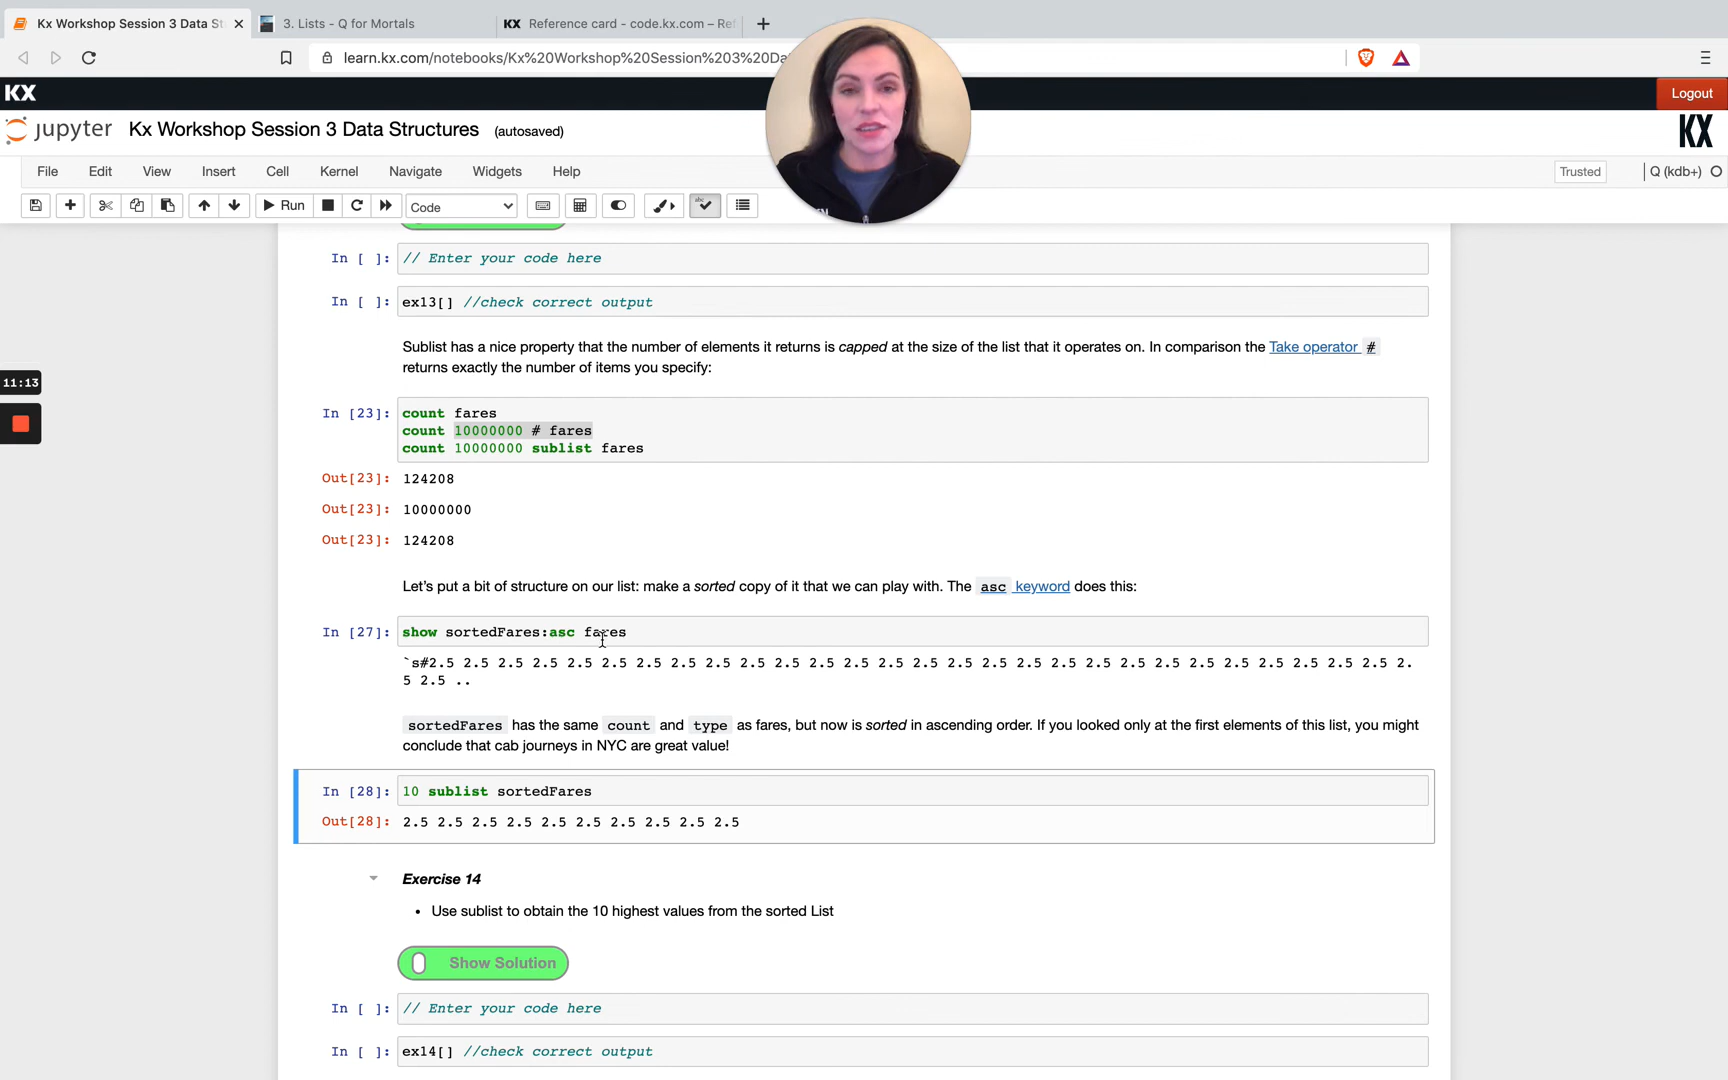 Kx Workshop Session 3 Data St
3. Lists - Q for Mortals
KX Reference card - code.kx.com – Ref
learn.kx.com/notebooks/Kx%20Workshop%20Session%203%20Da
KX
Logout
jupyter Kx Workshop Session 3 Data Structures (autosaved)
KX
File Edit View Insert Cell Kernel Navigate Widgets Help
Trusted
Q (kdb+)
Run
Code
In [ ]: // Enter your code here
In [ ]: ex13[] //check correct output
Sublist has a nice property that the number of elements it returns is capped at the size of the list that it operates on. In comparison the Take operator #
returns exactly the number of items you specify:
11:13
In [23]: count fares
count 10000000 # fares
count 10000000 sublist fares
Out[23]: 124208
Out[23]: 10000000
Out[23]: 124208
Let's put a bit of structure on our list: make a sorted copy of it that we can play with. The asc keyword does this:
In [27]: show sortedFares:asc fares
`s#2.5 2.5 2.5 2.5 2.5 2.5 2.5 2.5 2.5 2.5 2.5 2.5 2.5 2.5 2.5 2.5 2.5 2.5 2.5 2.5 2.5 2.5 2.5 2.5 2.5 2.5 2.5 2.5 2.
5 2.5 ..
sortedFares has the same count and type as fares, but now is sorted in ascending order. If you looked only at the first elements of this list, you might
conclude that cab journeys in NYC are great value!
In [28]: 10 sublist sortedFares
Out[28]: 2.5 2.5 2.5 2.5 2.5 2.5 2.5 2.5 2.5 2.5
Exercise 14
• Use sublist to obtain the 10 highest values from the sorted List
Show Solution
In [ ]: // Enter your code here
In [ ]: ex14[] //check correct output